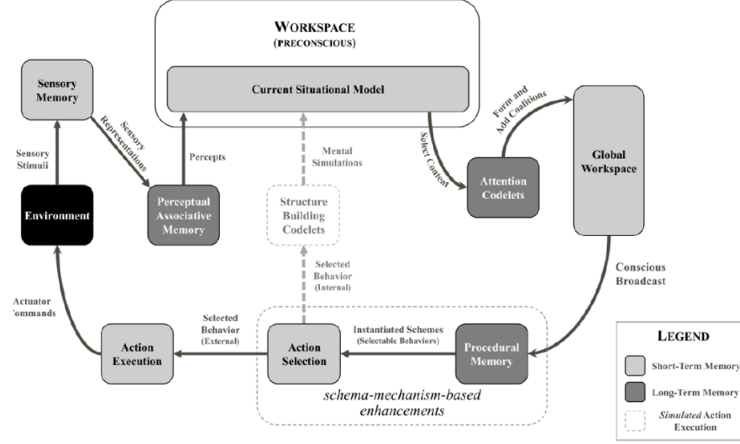 WORKSPACE
(PRECONSCIOUS)
Current Situational Model
Sensory
Memory
Sensory
Representations
Sensory
Stimuli
Percepts
Mental
Simulations
Select Content
Form and
Add Coalitions
Global
Workspace
Attention
Codelets
Environment
Perceptual
Associative
Memory
Structure
Building
Codelets
Selected
Behavior
(Internal)
Conscious
Broadcast
Actuator
Commands
Action
Execution
Selected
Behavior
(External)
Action
Selection
Instantiated Schemes
(Selectable Behaviors)
Procedural
Memory
schema-mechanism-based
enhancements
LEGEND
Short-Term Memory
Long-Term Memory
Simulated Action
Execution